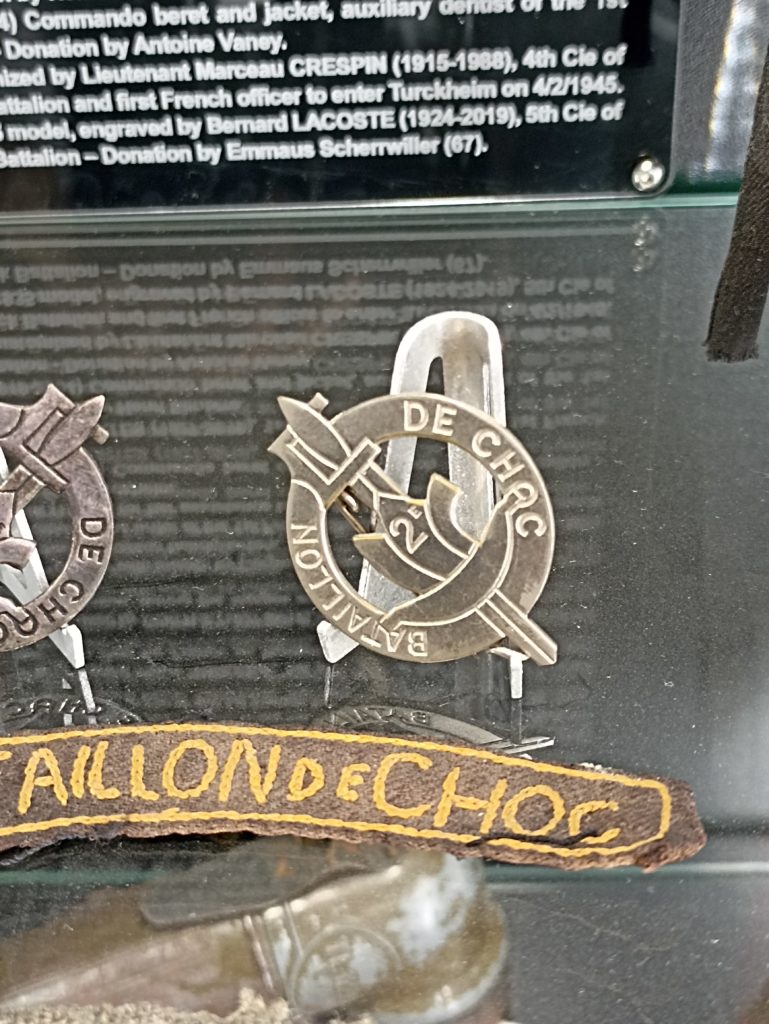 4) Commando beret and jacket, auxiliary dentist of the 1st
- Donation by Antoine Vaney.
nized by Lieutenant Marceau CRESPIN (1915-1988), 4th Cie of
attalion and first French officer to enter Turckheim on 4/2/1945.
model, engraved by Bernard LACOSTE (1924-2019), 5th Cie of
Battalion – Donation by Emmaus Scherrwiller (67).
DE CHOC
2E
BATAILLON
DE CHOC
TAILLON DE CHOC